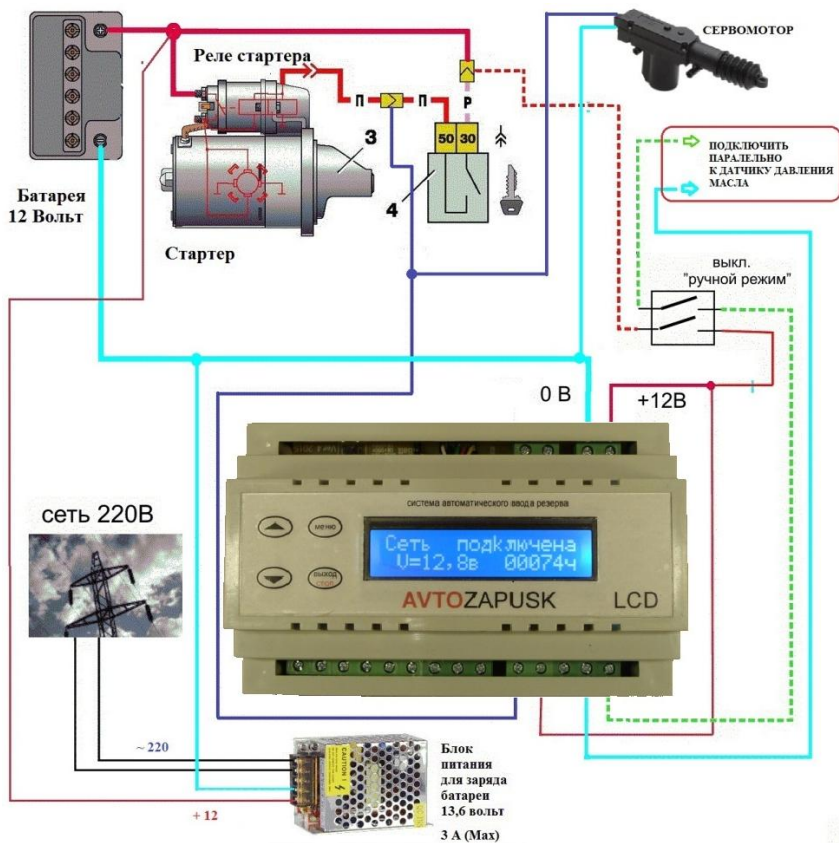 СЕРВОМОТОР
Реле стартера
П
П
Р
50
30
3
4
Батарея
12 Вольт
Стартер
ПОДКЛЮЧИТЬ
ПАРАЛЕЛЬНО
К ДАТЧИКУ ДАВЛЕНИЯ
МАСЛА
выкл.
"ручной режим"
0 В
+12В
сеть 220В
система автоматического ввода резерва
меню
выход
стоп
Сеть подключена
V=12,8в 00074ч
AVTOZAPUSK LCD
~ 220
+ 12
CAUTION !
Блок
питания
для заряда
батареи
13,6 вольт
3 А (Max)